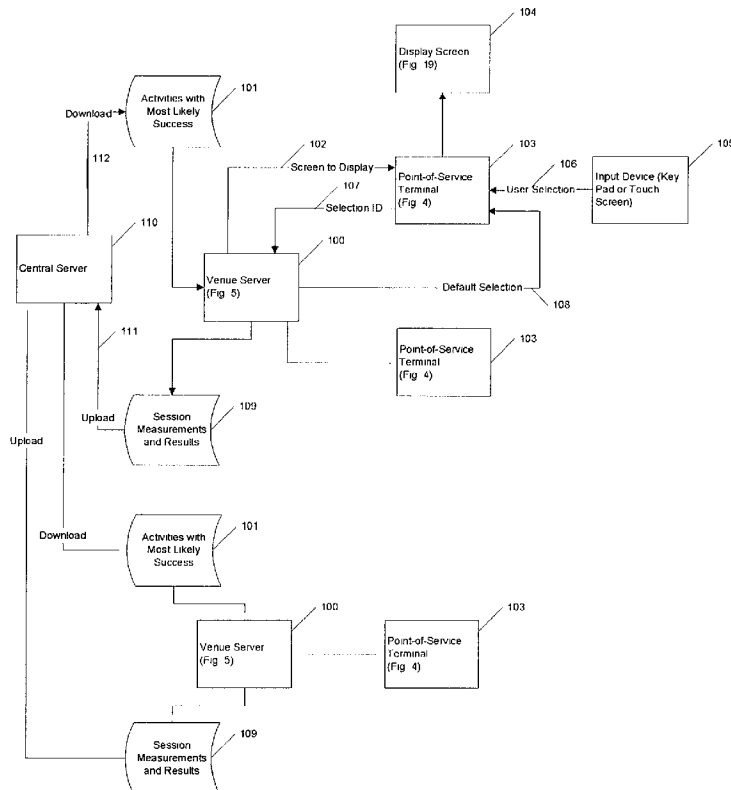 104
Display Screen
(Fig 19)
101
Activities with
Most Likely
Success
Download
112
102
Screen to Display
103
Point-of-Service
Terminal
(Fig 4)
106
User Selection
105
Input Device (Key
Pad or Touch
Screen)
107
Selection ID
110
Central Server
100
Venue Server
(Fig 5)
Default Selection
108
111
103
Point-of-Service
Terminal
(Fig 4)
109
Upload
Session
Measurements
and Results
Upload
101
Activities with
Most Likely
Success
Download
100
Venue Server
(Fig 5)
103
Point-of-Service
Terminal
(Fig 4)
109
Session
Measurements
and Results